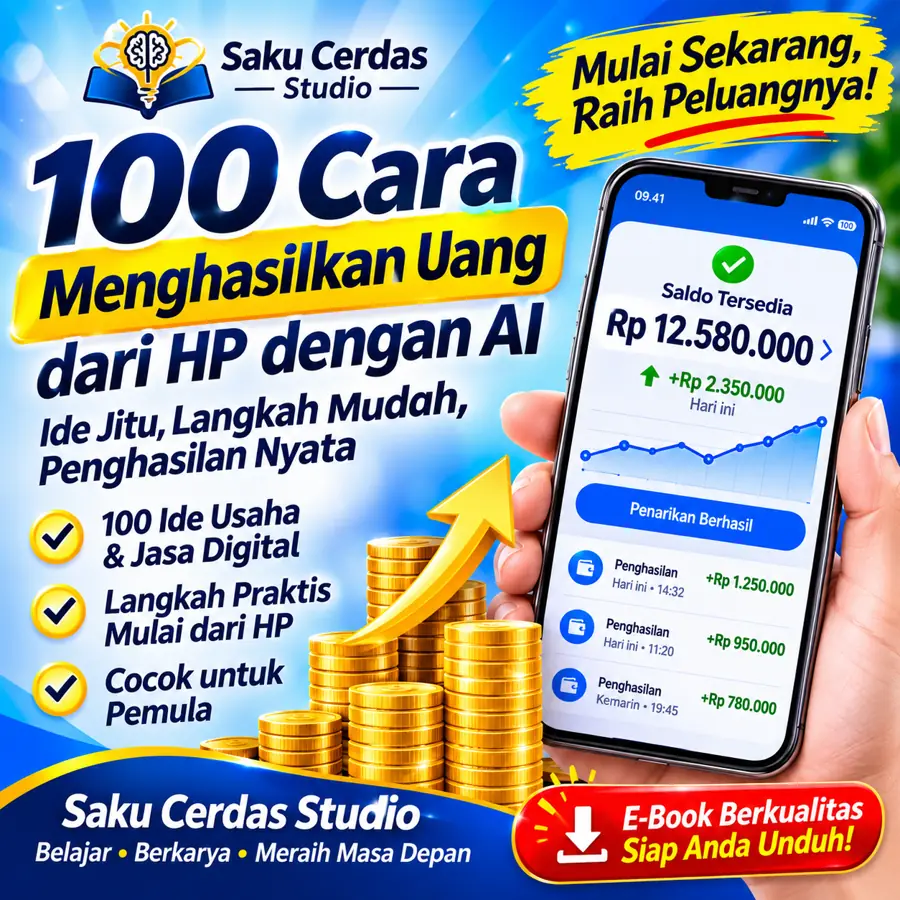 Saku Cerdas
Studio
Mulai Sekarang,
Raih Peluangnya!
100 Cara
Menghasilkan Uang
dari HP dengan AI
Ide Jitu, Langkah Mudah,
Penghasilan Nyata
100 Ide Usaha
& Jasa Digital
Langkah Praktis
Mulai dari HP
Cocok untuk
Pemula
09.41
100
Saldo Tersedia
Rp 12.580.000
+Rp 2.350.000
Hari ini
Penarikan Berhasil
Penghasilan
Hari ini • 14:32
+Rp 1.250.000
Penghasilan
Hari ini • 11:20
+Rp 950.000
Penghasilan
Kemarin • 19:45
+Rp 780.000
Saku Cerdas Studio
Belajar • Berkarya • Meraih Masa Depan
E-Book Berkualitas
Siap Anda Unduh!